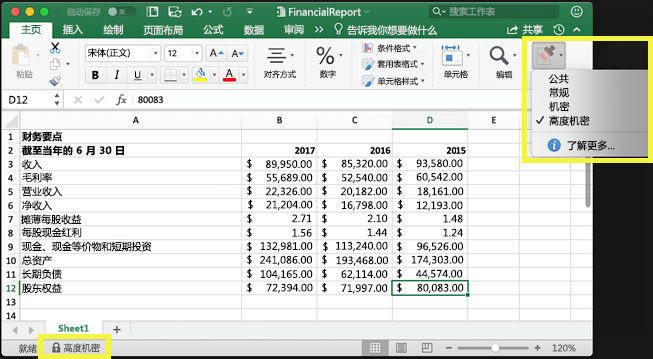 自动保存
FinancialReport
搜索工作表
主页 插入 绘图 页面布局 公式 数据 审阅 >> 告诉我你想要做什么 共享
粘贴
宋体(正文) 12 A A
B I U A
对齐方式
%
数字
条件格式
套用表格式
单元格样式
单元格
编辑
公共
常规
机密
✓ 高度机密
了解更多...
D12 fx 80083
A B C D E
1 财务要点
2 截至当年的 6 月 30 日 2017 2016 2015
3 收入 $ 89,950.00 $ 85,320.00 $ 93,580.00
4 毛利率 $ 55,689.00 $ 52,540.00 $ 60,542.00
5 营业收入 $ 22,326.00 $ 20,182.00 $ 18,161.00
6 净收入 $ 21,204.00 $ 16,798.00 $ 12,193.00
7 摊薄每股收益 $ 2.71 $ 2.10 $ 1.48
8 每股现金红利 $ 1.56 $ 1.44 $ 1.24
9 现金、现金等价物和短期投资 $ 132,981.00 $ 113,240.00 $ 96,526.00
10 总资产 $ 241,086.00 $ 193,468.00 $ 174,303.00
11 长期负债 $ 104,165.00 $ 62,114.00 $ 44,574.00
12 股东权益 $ 72,394.00 $ 71,997.00 $ 80,083.00
13
14
Sheet1 +
就绪 高度机密 120%